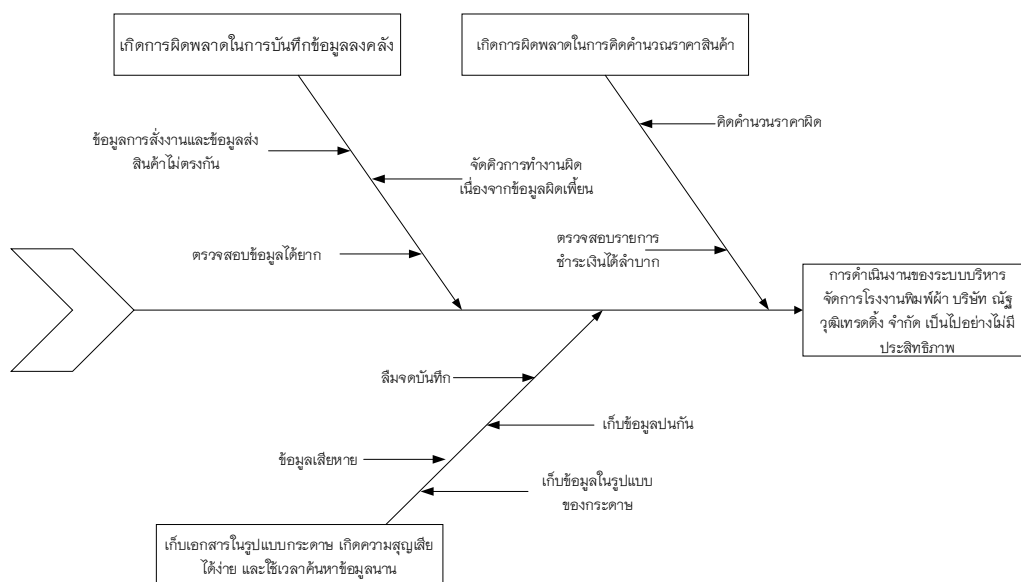 เกิดการผิดพลาดในการบันทึกข้อมูลลงคลัง
เกิดการผิดพลาดในการคิดคำนวณราคาสินค้า
คิดคำนวนราคาผิด
ข้อมูลการสั่งงานและข้อมูลส่ง
สินค้าไม่ตรงกัน
จัดคิวการทำงานผิด
เนื่องจากข้อมูลผิดเพี้ยน
ตรวจสอบข้อมูลได้ยาก
ตรวจสอบรายการ
ชำระเงินได้ลำบาก
การดำเนินงานของระบบบริหาร
จัดการโรงงานพิมพ์ผ้า บริษัท ณัฐ
วุฒิเทรดดิ้ง จำกัด เป็นไปอย่างไม่มี
ประสิทธิภาพ
ลืมจดบันทึก
เก็บข้อมูลปนกัน
ข้อมูลเสียหาย
เก็บข้อมูลในรูปแบบ
ของกระดาษ
เก็บเอกสารในรูปแบบกระดาษ เกิดความสุญเสีย
ได้ง่าย และใช้เวลาค้นหาข้อมูลนาน